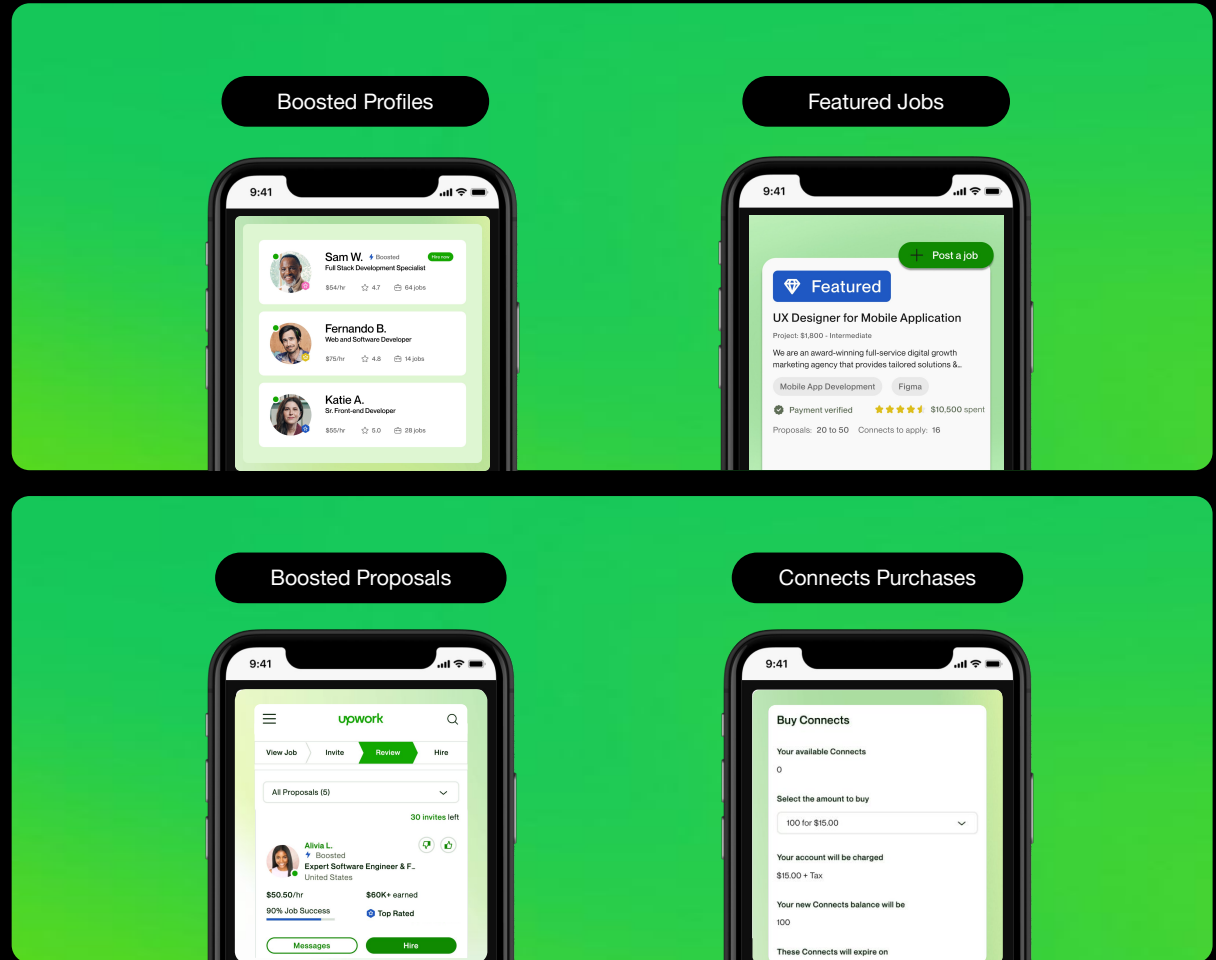 Boosted Profiles
9:41
Sam W. Boosted Hire now
Full Stack Development Specialist
$54/hr 4.7 64 jobs
Fernando B.
Web and Software Developer
$75/hr 4.8 14 jobs
Katie A.
Sr. Front-end Developer
$55/hr 5.0 28 jobs
Featured Jobs
9:41
Post a job
Featured
UX Designer for Mobile Application
Project: $1,800 - Intermediate
We are an award-winning full-service digital growth
marketing agency that provides tailored solutions &...
Mobile App Development Figma
Payment verified $10,500 spent
Proposals: 20 to 50 Connects to apply: 16
Boosted Proposals
9:41
upwork
View Job Invite Review Hire
All Proposals (5)
30 invites left
Alivia L.
Boosted
Expert Software Engineer & F..
United States
$50.50/hr $60K+ earned
90% Job Success Top Rated
Messages Hire
Connects Purchases
9:41
Buy Connects
Your available Connects
0
Select the amount to buy
100 for $15.00
Your account will be charged
$15.00 + Tax
Your new Connects balance will be
100
These Connects will expire on